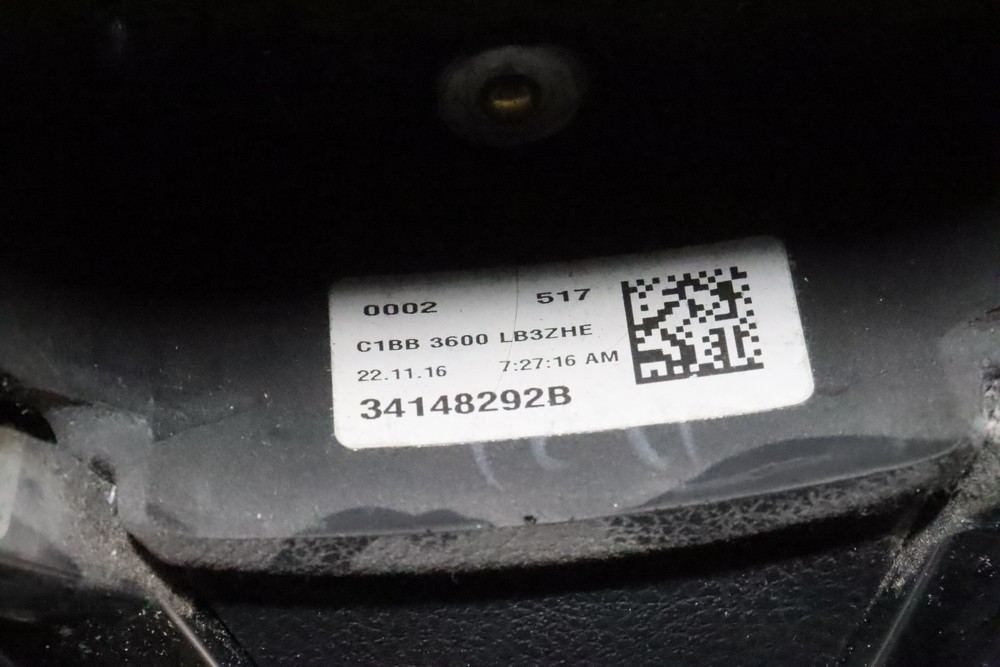 0002 517
C1BB 3600 LB3ZHE
22.11.16 7:27:16 AM
34148292B